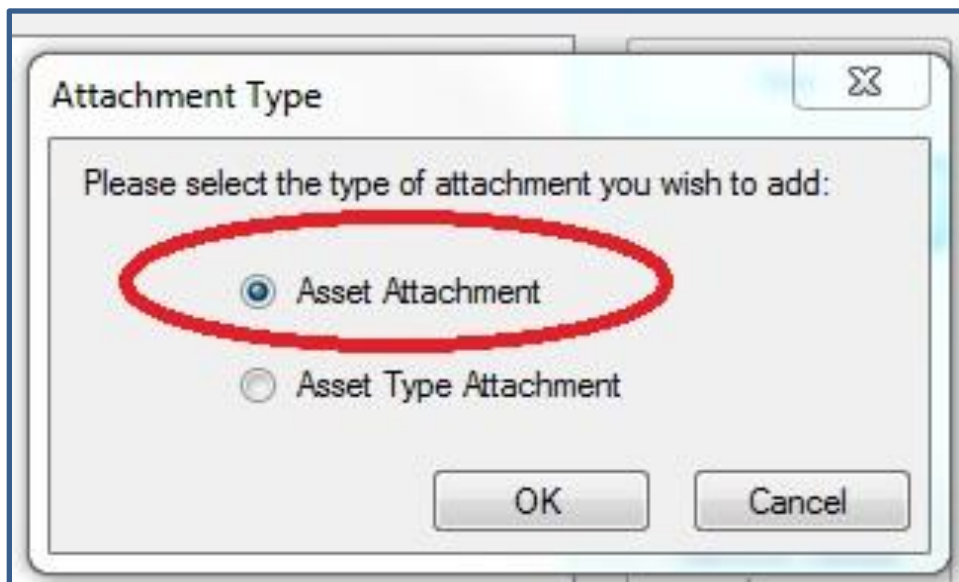 Attachment Type
Please select the type of attachment you wish to add:
Asset Attachment
Asset Type Attachment
OK
Cancel